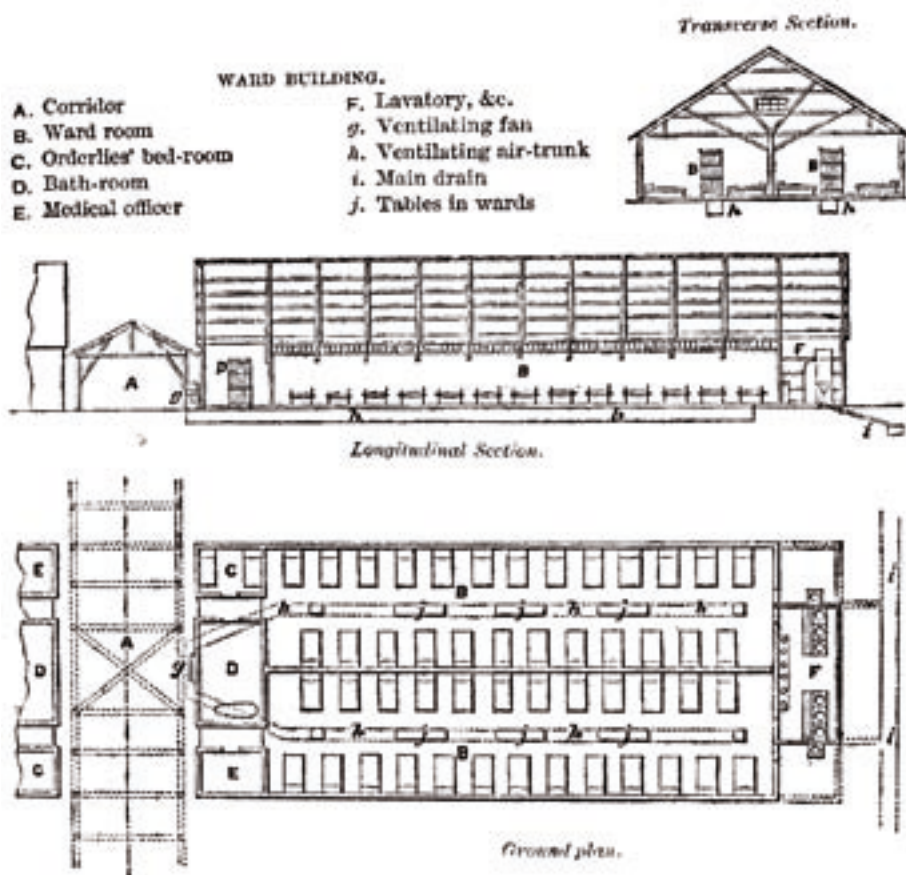 Transverse Section.
WARD BUILDING.
A. Corridor
B. Ward room
C. Orderlies' bed-room
D. Bath-room
E. Medical officer
F. Lavatory, &c.
g. Ventilating fan
h. Ventilating air-trunk
i. Main drain
j. Tables in wards
B B
h h
A g D B F
h h i
Longitudinal Section.
E C B i
h j j h j h
A
D g D F
h j j h j
C E B i
Ground plan.